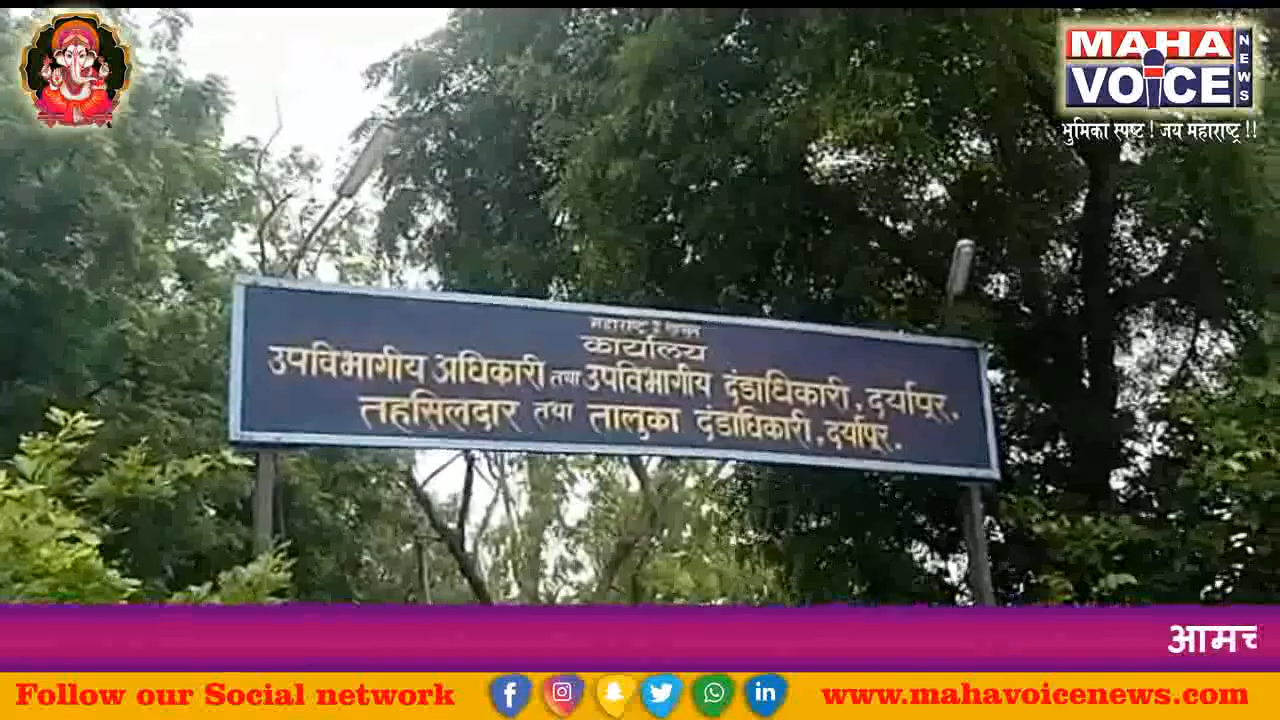 MAHA
VOICE
NEWS
भुमिका स्पष्ट ! जय महाराष्ट्र !!
महाराष्ट्र
कार्यालय
उपविभागीय अधिकारी तथा उपविभागीय दंडाधिकारी, दर्यापूर.
तहसिलदार तथा तालुका दंडाधिकारी, दर्यापूर.
आमच
Follow our Social network
www.mahavoicenews.com